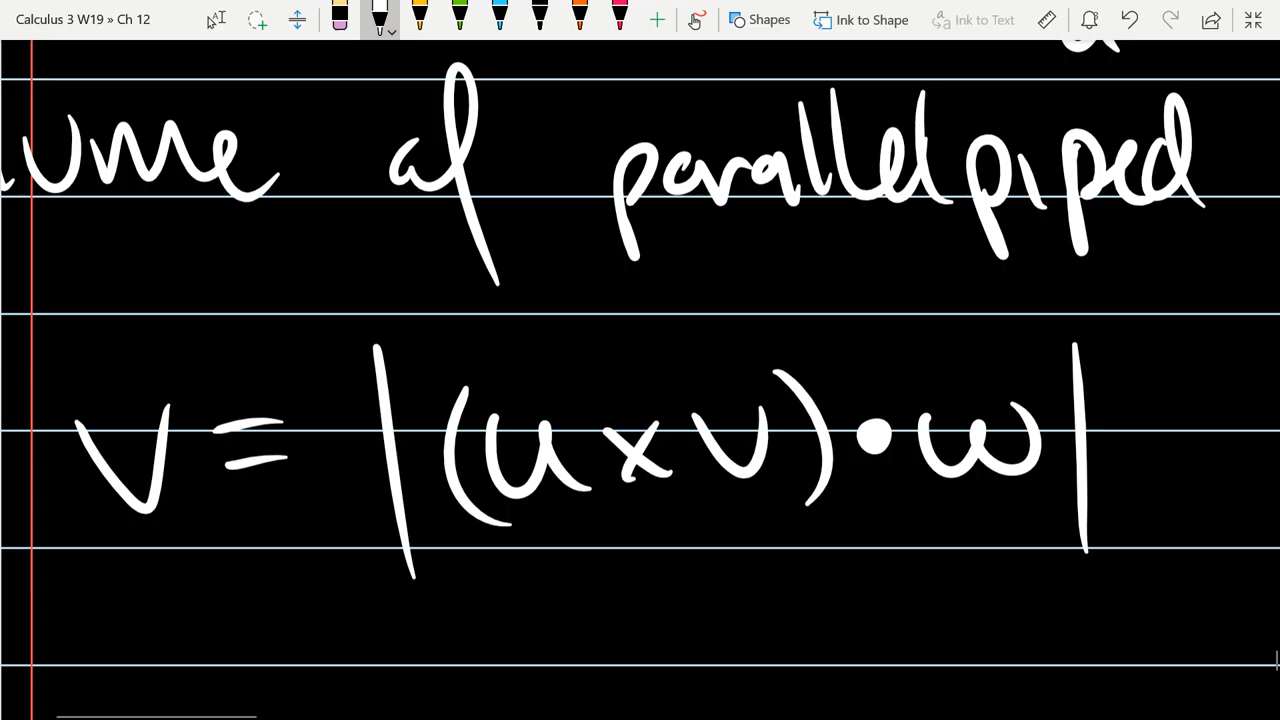 Calculus 3 W19 » Ch 12
Shapes
Ink to Shape
Ink to Text
ume of parallelpiped
V = |(u x v) • w|